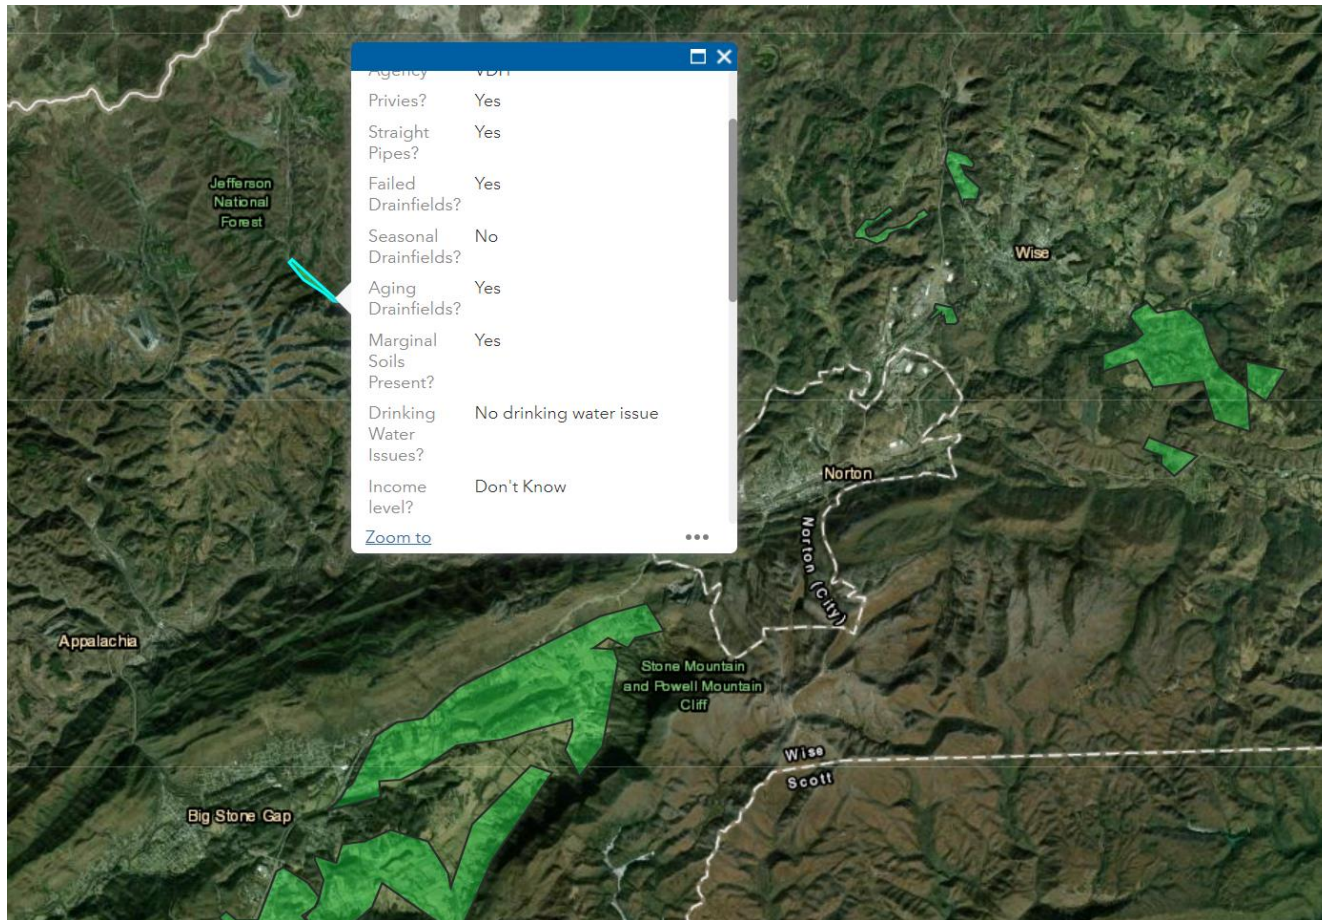 Agency VDH
Privies? Yes
Straight Yes
Pipes?
Failed Yes
Drainfields?
Seasonal No
Drainfields?
Aging Yes
Drainfields?
Marginal Yes
Soils
Present?
Drinking No drinking water issue
Water
Issues?
Income Don't Know
level?
Zoom to
Jefferson
National
Forest
Wise
Norton
Norton (City)
Appalachia
Stone Mountain
and Powell Mountain
Cliff
Wise
Scott
Big Stone Gap